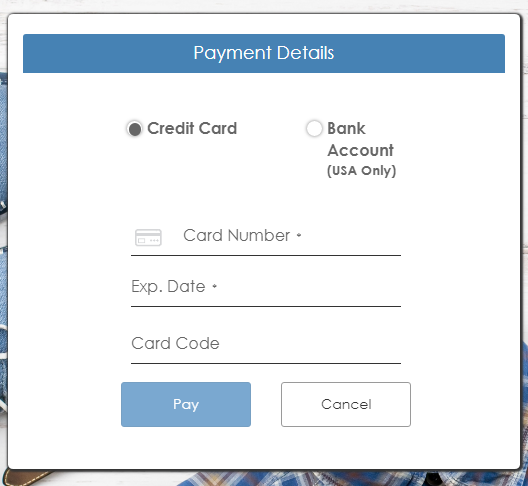 Payment Details
Credit Card
Bank
Account
(USA Only)
Card Number *
Exp. Date *
Card Code
Pay
Cancel